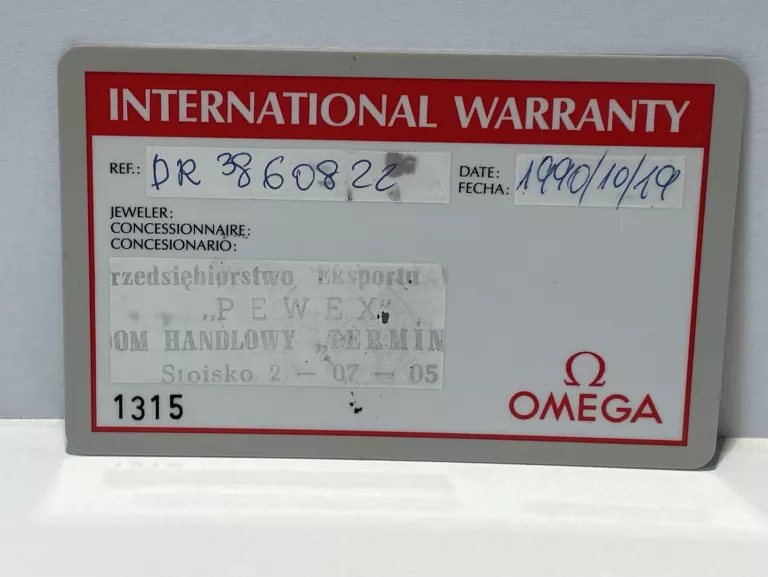 INTERNATIONAL WARRANTY
REF.: DR 3860822
DATE: 1990/10/19
FECHA:
JEWELER:
CONCESSIONNAIRE:
CONCESIONARIO:
rzedsiębiorstwo Eksportu
„PEWEX"
OM HANDLOWY „TERMIN
Stoisko 2 - 07 - 05
1315
Ω
OMEGA